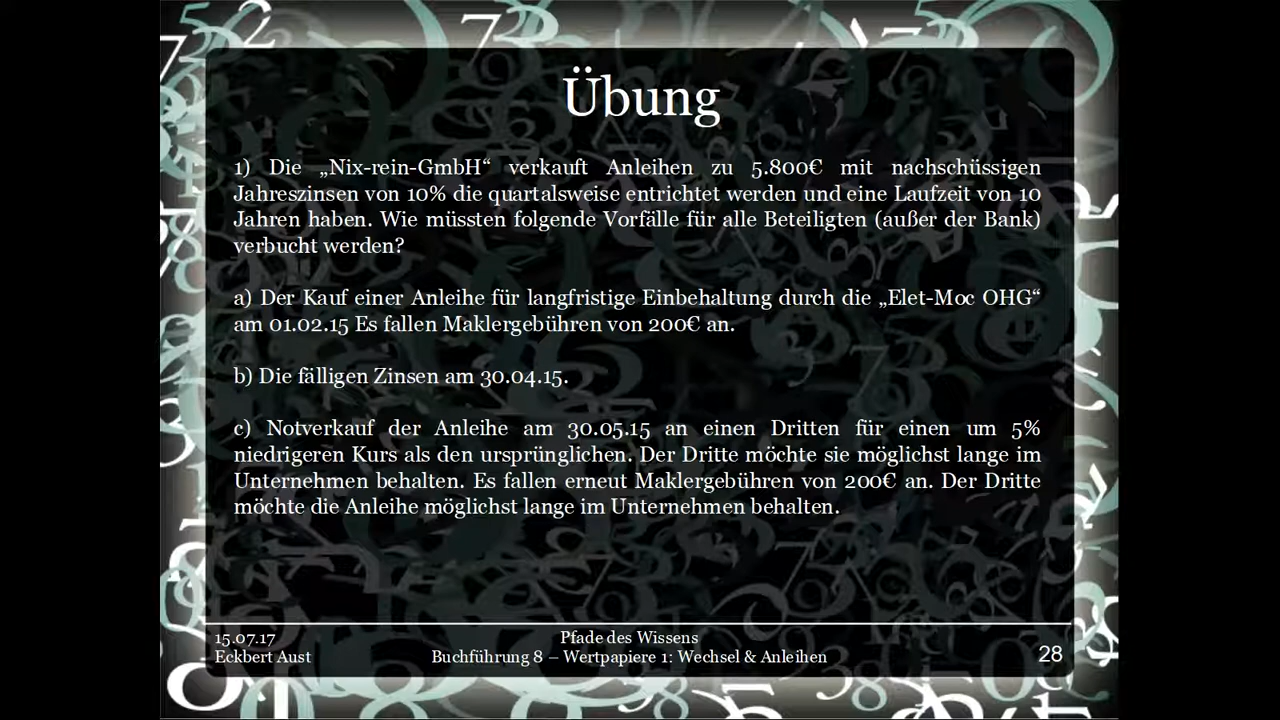 Übung
1) Die „Nix-rein-GmbH“ verkauft Anleihen zu 5.800€ mit nachschüssigen
Jahreszinsen von 10% die quartalsweise entrichtet werden und eine Laufzeit von 10
Jahren haben. Wie müssten folgende Vorfälle für alle Beteiligten (außer der Bank)
verbucht werden?
a) Der Kauf einer Anleihe für langfristige Einbehaltung durch die „Elet-Moc OHG“
am 01.02.15 Es fallen Maklergebühren von 200€ an.
b) Die fälligen Zinsen am 30.04.15.
c) Notverkauf der Anleihe am 30.05.15 an einen Dritten für einen um 5%
niedrigeren Kurs als den ursprünglichen. Der Dritte möchte sie möglichst lange im
Unternehmen behalten. Es fallen erneut Maklergebühren von 200€ an. Der Dritte
möchte die Anleihe möglichst lange im Unternehmen behalten.
15.07.17
Eckbert Aust
Pfade des Wissens
Buchführung 8 – Wertpapiere 1: Wechsel & Anleihen
28